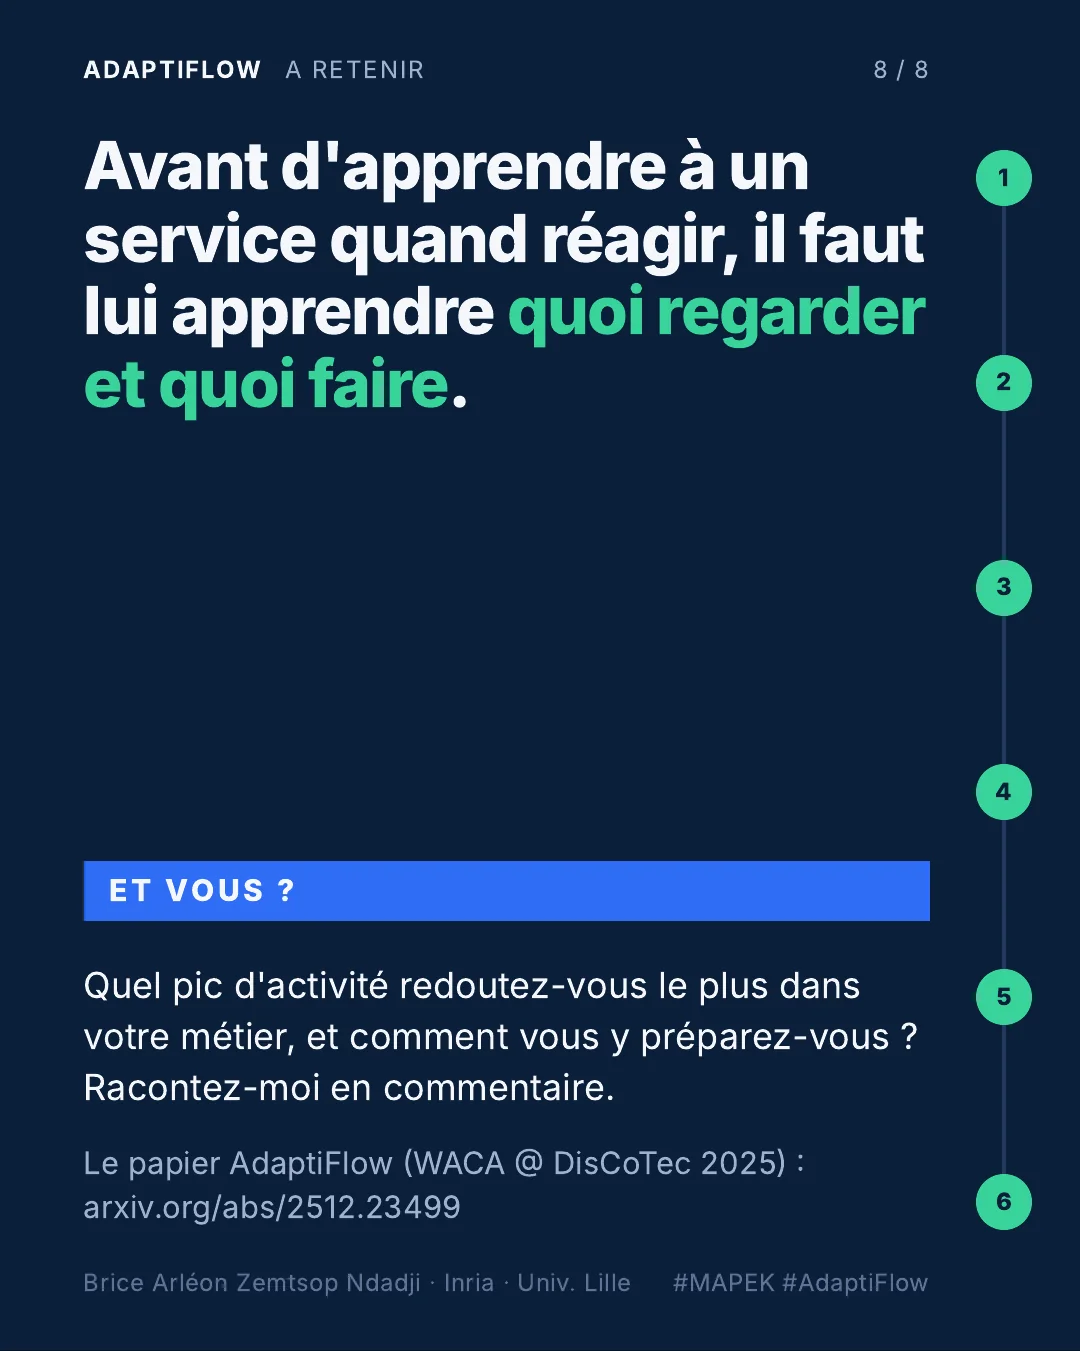 ADAPTIFLOW A RETENIR
8 / 8
Avant d'apprendre à un
service quand réagir, il faut
lui apprendre quoi regarder
et quoi faire.
1
2
3
4
5
6
ET VOUS ?
Quel pic d'activité redoutez-vous le plus dans
votre métier, et comment vous y préparez-vous ?
Racontez-moi en commentaire.
Le papier AdaptiFlow (WACA @ DisCoTec 2025) :
arxiv.org/abs/2512.23499
Brice Arléon Zemtsop Ndadji · Inria · Univ. Lille
#MAPEK #AdaptiFlow